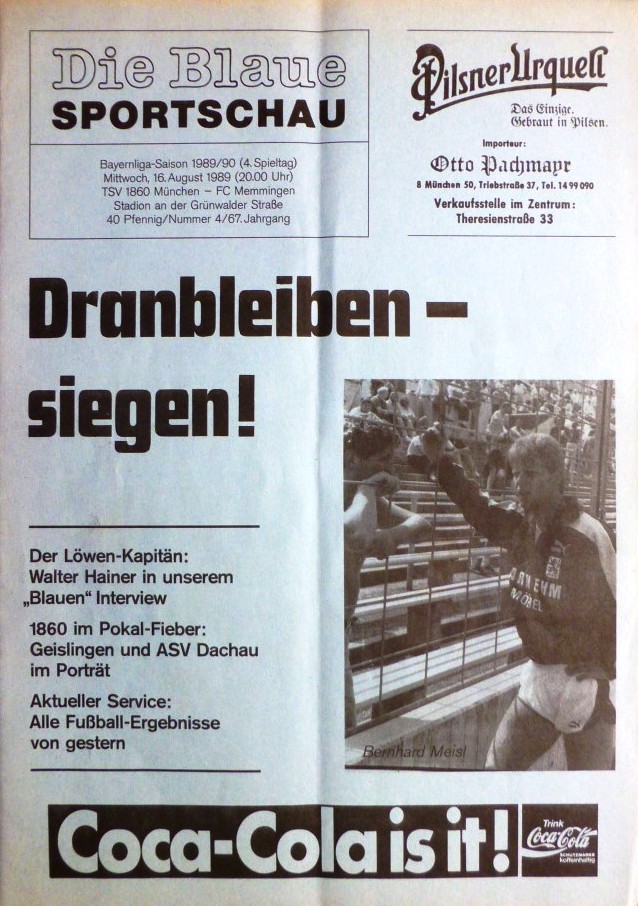 Die Blaue
SPORTSCHAU
Bayernliga-Saison 1989/90 (4. Spieltag)
Mittwoch, 16. August 1989 (20.00 Uhr)
TSV 1860 München – FC Memmingen
Stadion an der Grünwalder Straße
40 Pfennig/Nummer 4/67. Jahrgang
Pilsner Urquell
Das Einzige.
Gebraut in Pilsen.
Importeur:
Otto Pachmayr
8 München 50, Triebstraße 37, Tel. 14 99 090
Verkaufsstelle im Zentrum:
Theresienstraße 33
Dranbleiben –
siegen!
Der Löwen-Kapitän:
Walter Hainer in unserem
„Blauen“ Interview
1860 im Pokal-Fieber:
Geislingen und ASV Dachau
im Porträt
Aktueller Service:
Alle Fußball-Ergebnisse
von gestern
MÖBEL
Bernhard Meisl
Coca-Cola is it!
Trink
Coca-Cola
SCHUTZMARKE
koffeinhaltig